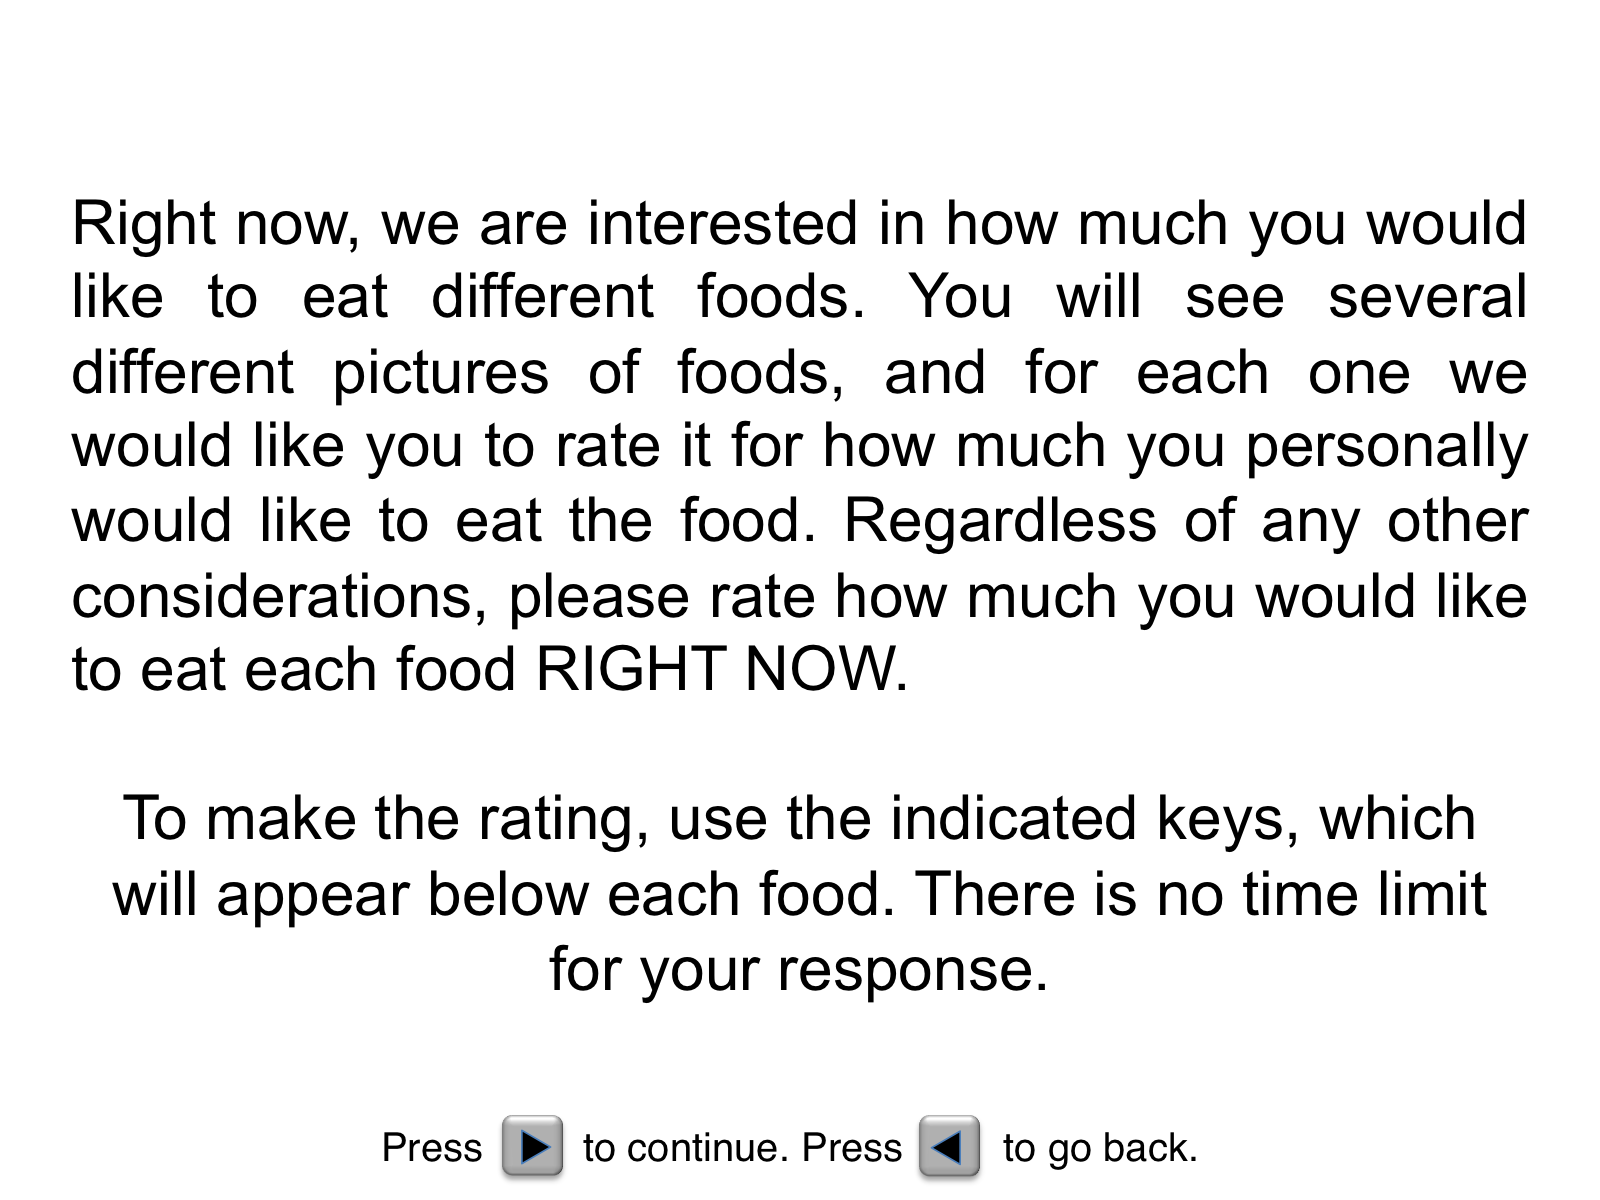 Right now, we are interested in how much you would
like to eat different foods. You will see several
different pictures of foods, and for each one we
would like you to rate it for how much you personally
would like to eat the food. Regardless of any other
considerations, please rate how much you would like
to eat each food RIGHT NOW.
To make the rating, use the indicated keys, which
will appear below each food. There is no time limit
for your response.
Press to continue. Press to go back.